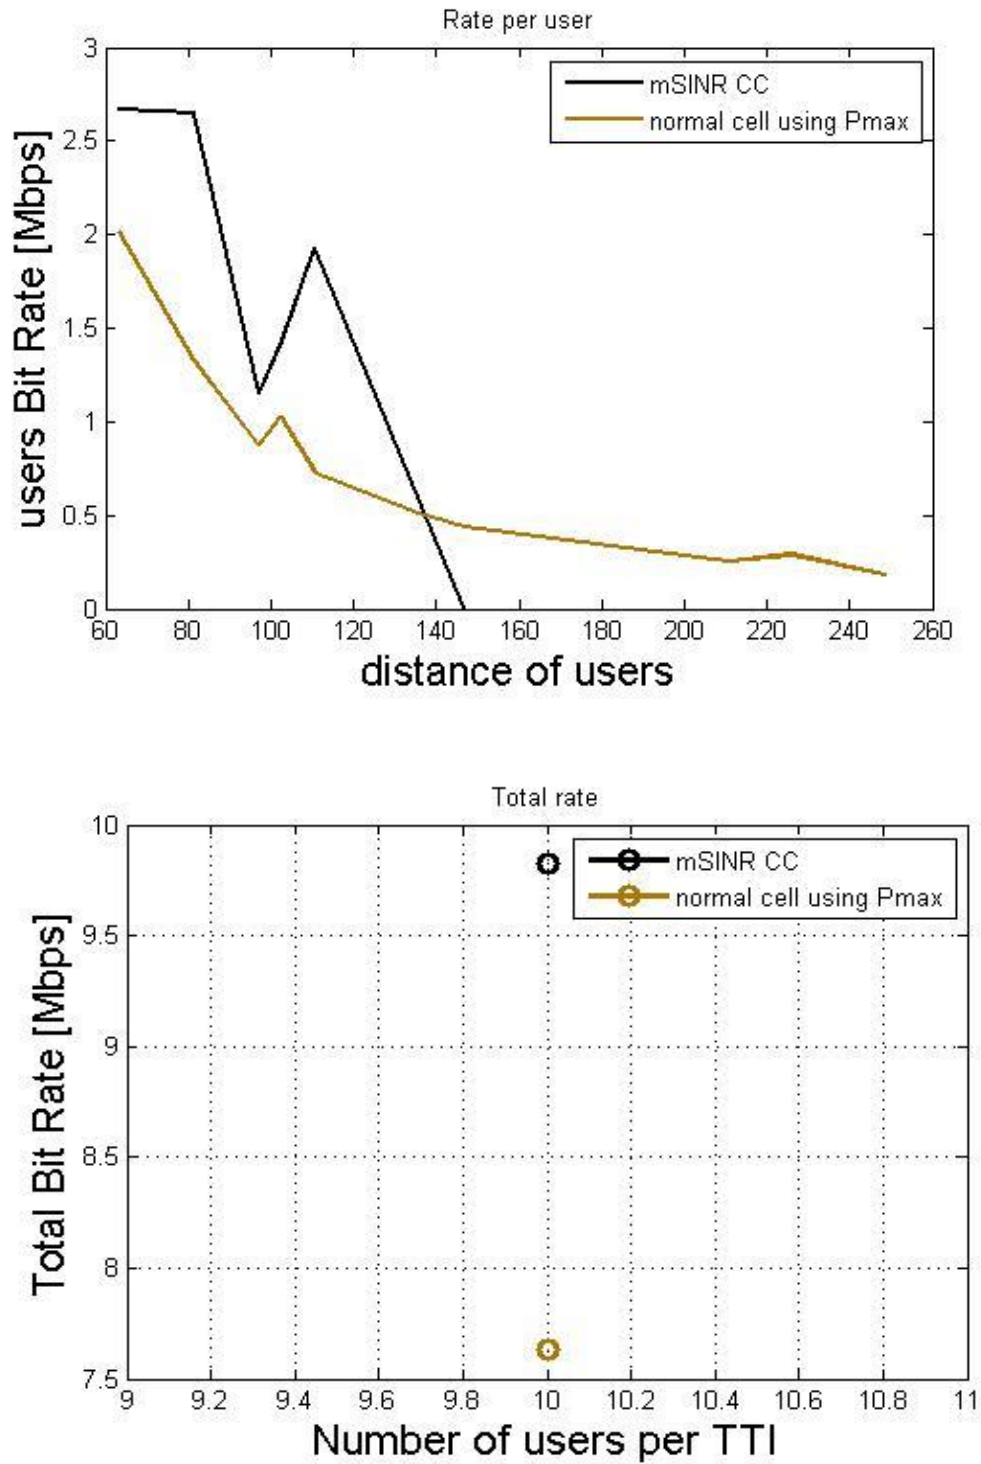 Rate per user
3
2.5
2
1.5
1
0.5
0
users Bit Rate [Mbps]
mSINR CC
normal cell using Pmax
60 80 100 120 140 160 180 200 220 240 260
distance of users
Total rate
10
9.5
9
8.5
8
7.5
Total Bit Rate [Mbps]
mSINR CC
normal cell using Pmax
9 9.2 9.4 9.6 9.8 10 10.2 10.4 10.6 10.8 11
Number of users per TTI